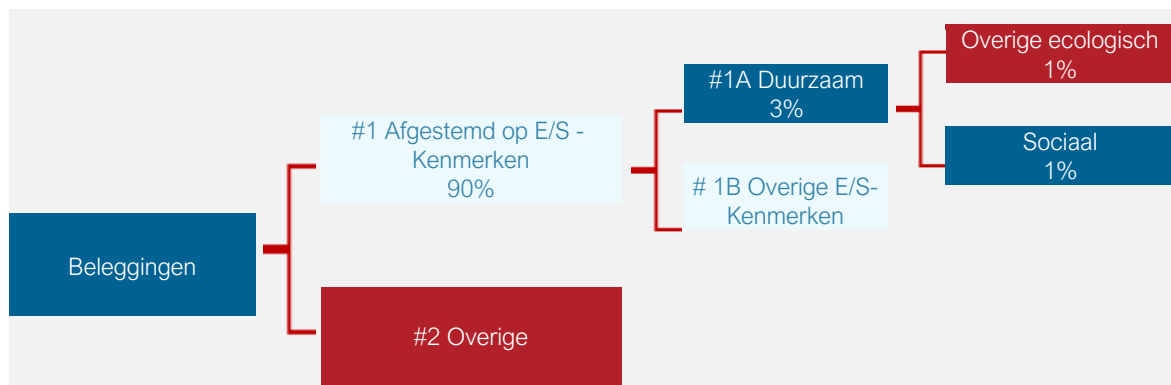 Beleggingen
#1 Afgestemd op E/S -
Kenmerken
90%
#2 Overige
#1A Duurzaam
3%
# 1B Overige E/S-
Kenmerken
Overige ecologisch
1%
Sociaal
1%